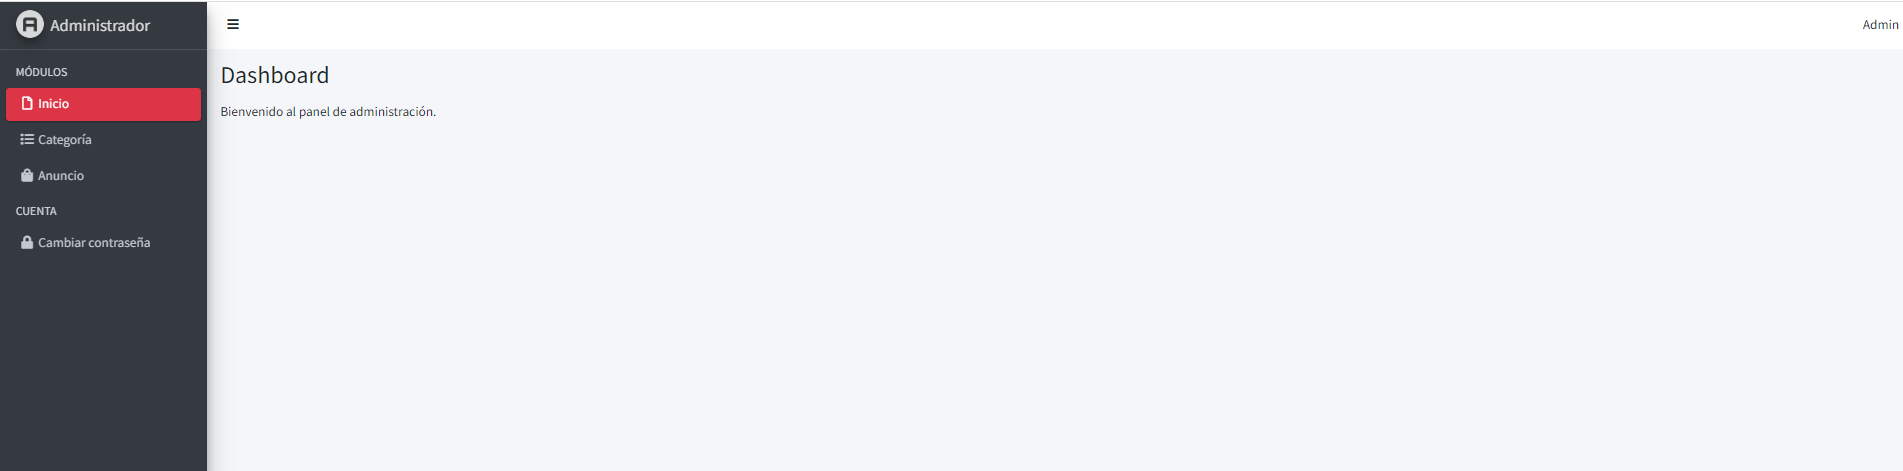 Administrador
Admin
MÓDULOS
Inicio
Categoría
Anuncio
CUENTA
Cambiar contraseña
Dashboard
Bienvenido al panel de administración.